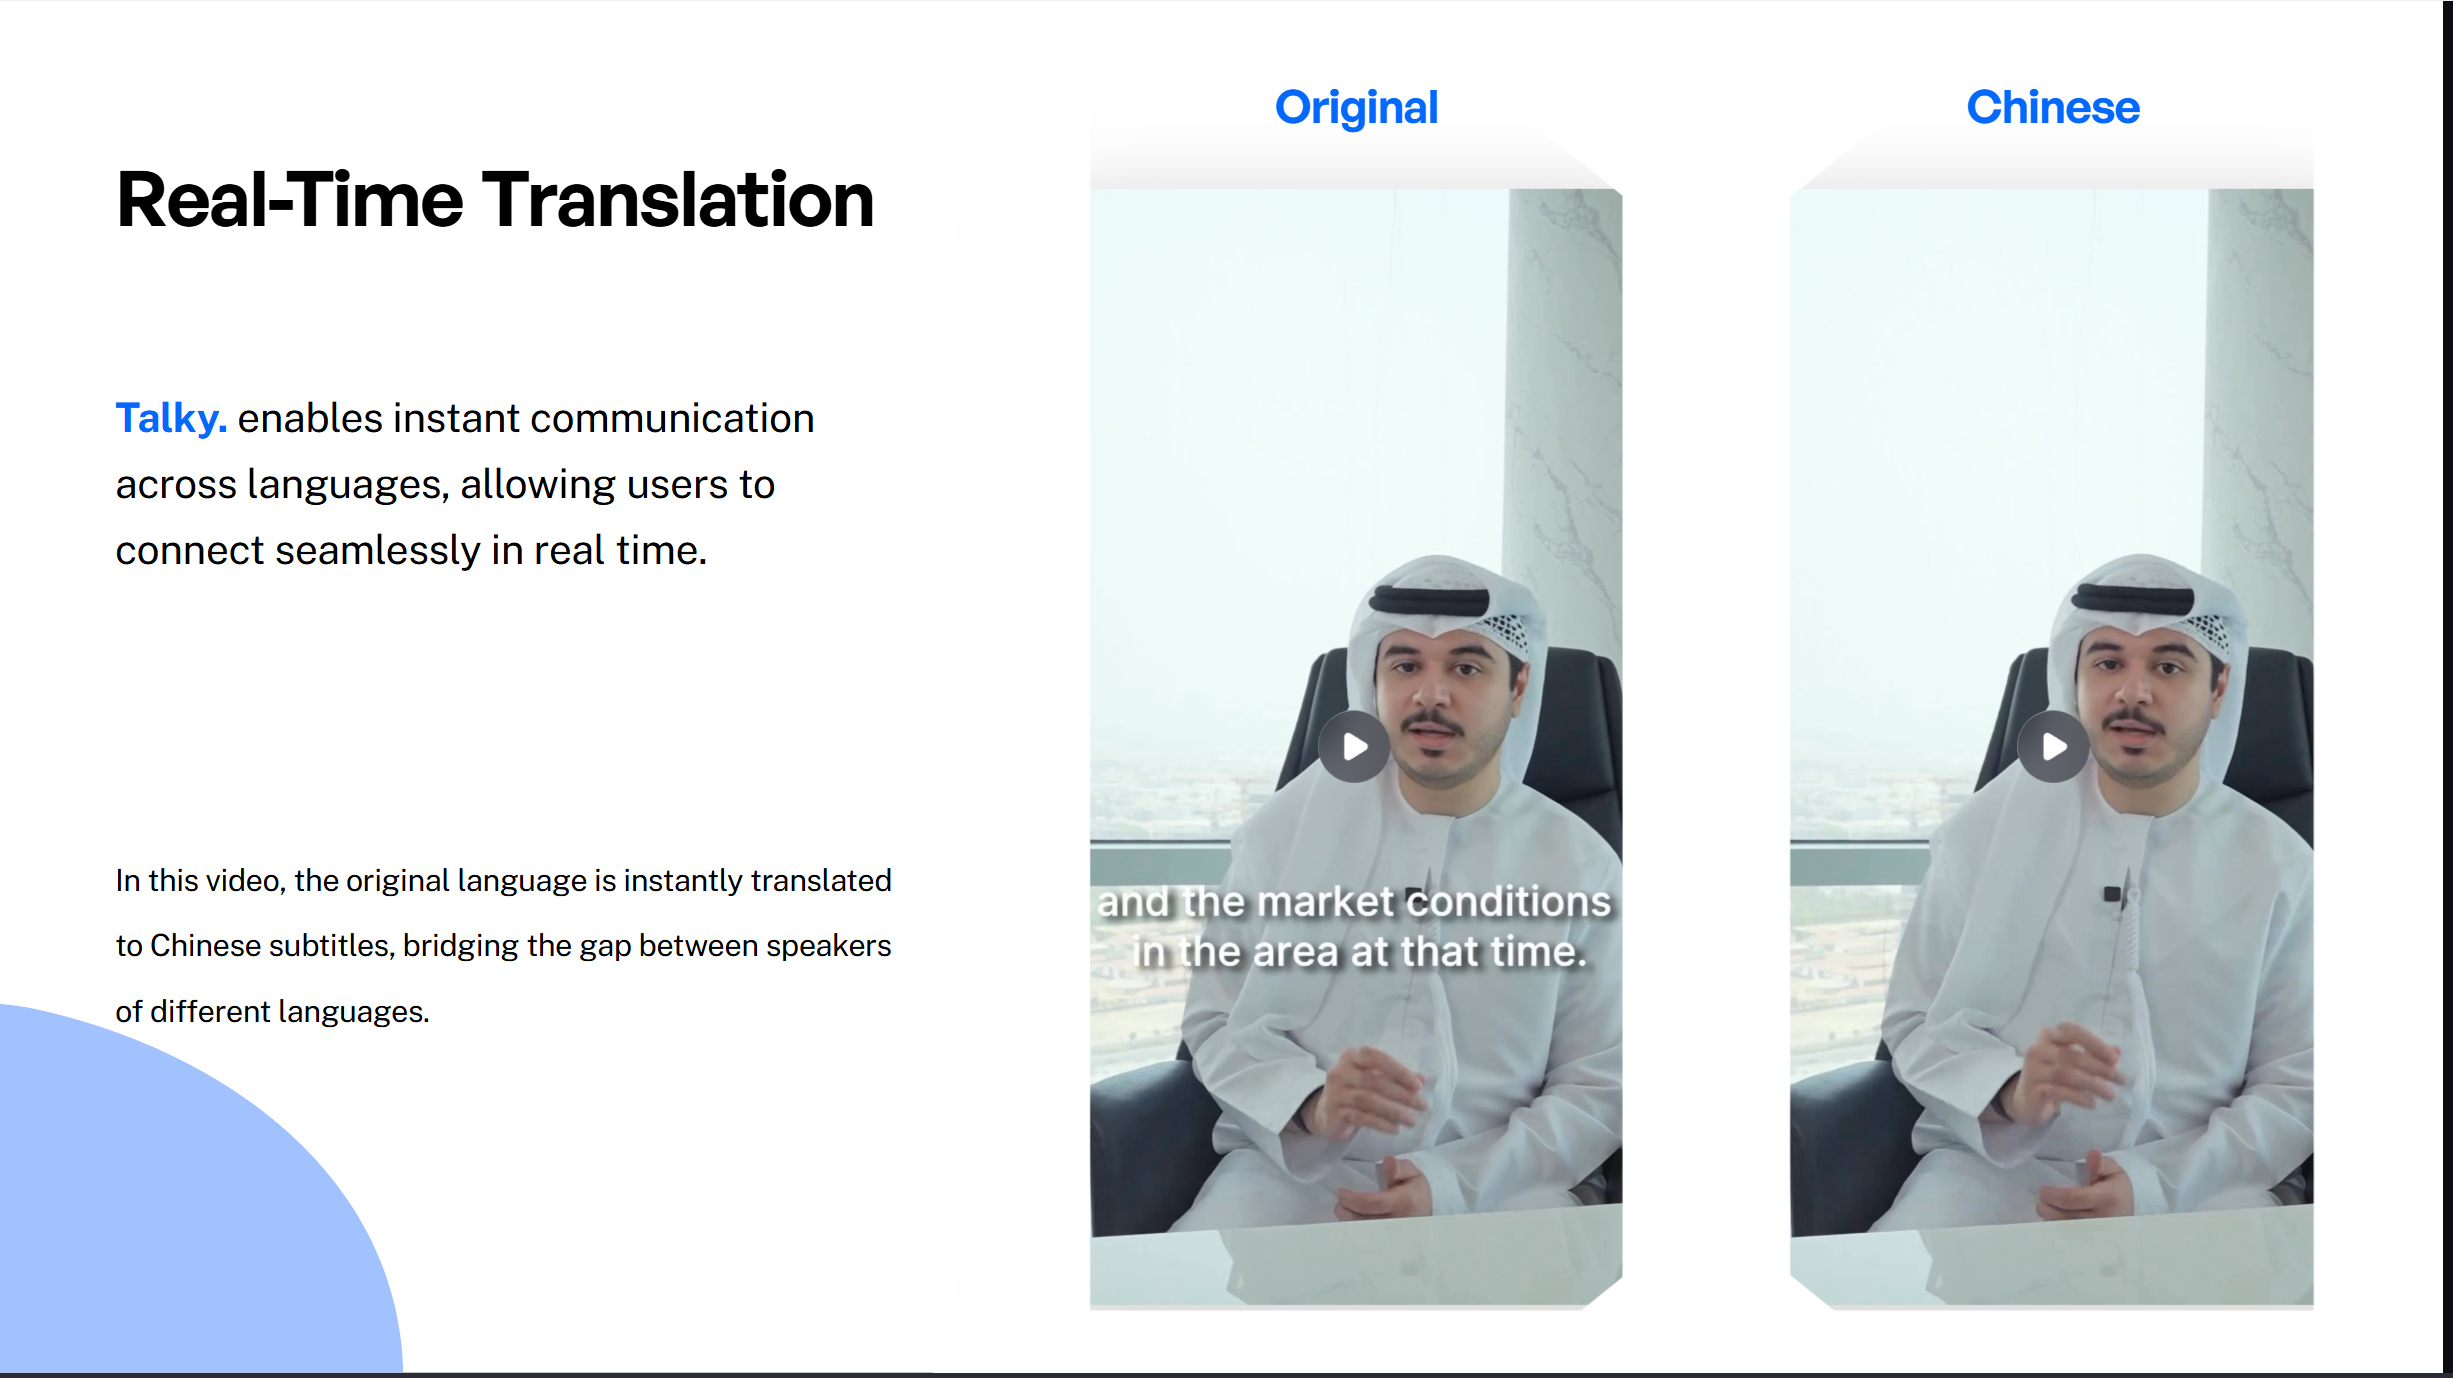 Real-Time Translation
Talky. enables instant communication
across languages, allowing users to
connect seamlessly in real time.
In this video, the original language is instantly translated
to Chinese subtitles, bridging the gap between speakers
of different languages.
Original
and the market conditions
in the area at that time.
Chinese